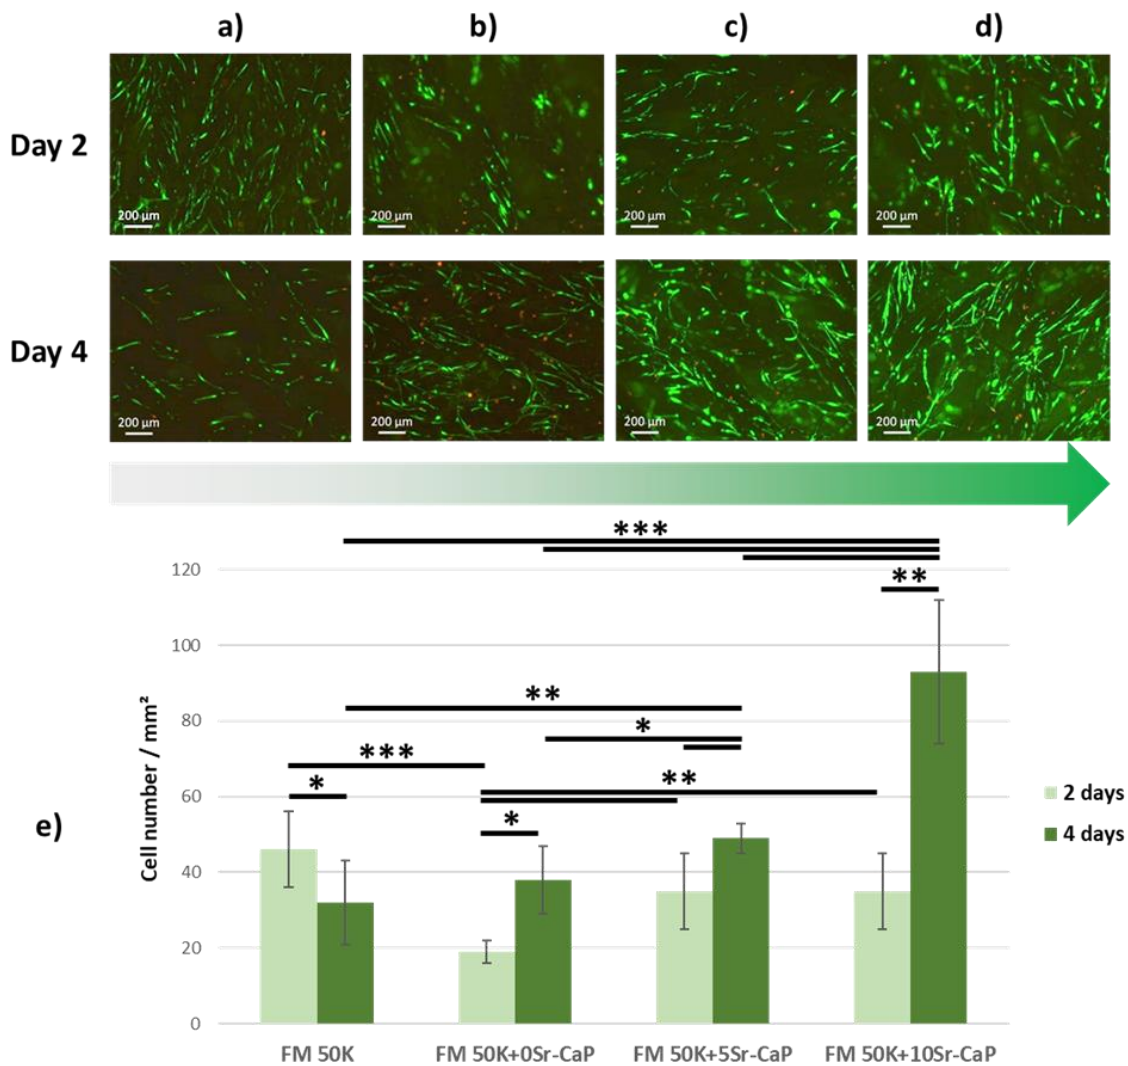 a) b) c) d)
Day 2
200 µm 200 µm 200 µm 200 µm
Day 4
200 µm 200 µm 200 µm 200 µm
***
120
**
100
**
80
*
***
**
60
*
*
40
20
0
Cell number / mm²
e)
2 days
4 days
FM 50K FM 50K+0Sr-CaP FM 50K+5Sr-CaP FM 50K+10Sr-CaP